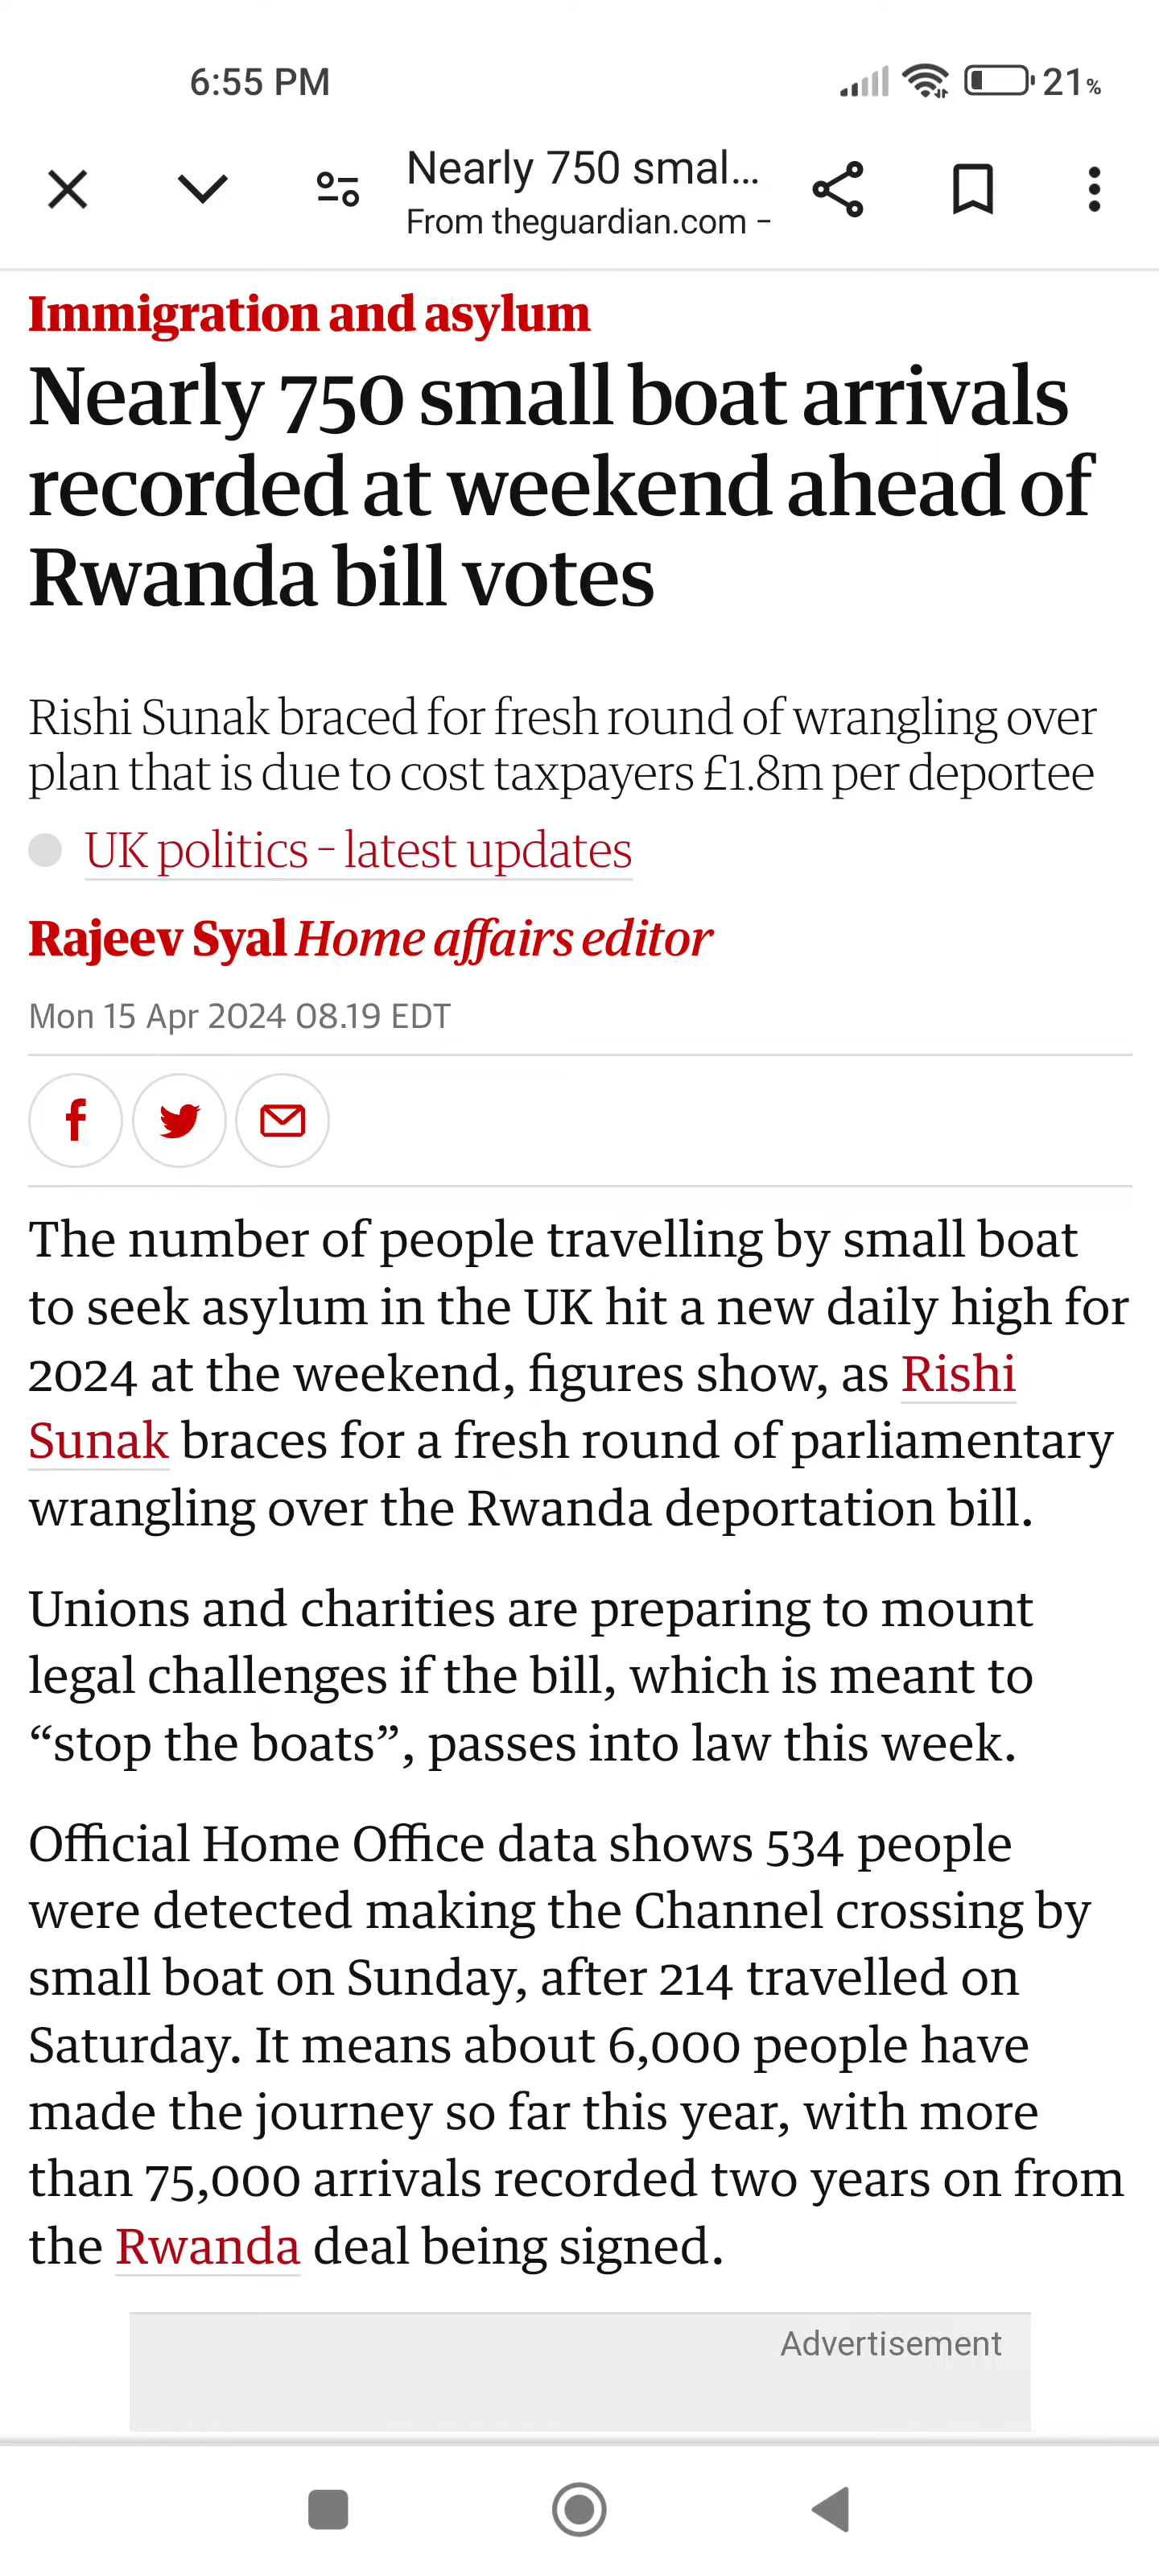 6:55 PM
21%
Nearly 750 smal...
From theguardian.com –
Immigration and asylum
Nearly 750 small boat arrivals
recorded at weekend ahead of
Rwanda bill votes
Rishi Sunak braced for fresh round of wrangling over
plan that is due to cost taxpayers £1.8m per deportee
UK politics – latest updates
Rajeev Syal Home affairs editor
Mon 15 Apr 2024 08.19 EDT
The number of people travelling by small boat
to seek asylum in the UK hit a new daily high for
2024 at the weekend, figures show, as Rishi
Sunak braces for a fresh round of parliamentary
wrangling over the Rwanda deportation bill.
Unions and charities are preparing to mount
legal challenges if the bill, which is meant to
“stop the boats”, passes into law this week.
Official Home Office data shows 534 people
were detected making the Channel crossing by
small boat on Sunday, after 214 travelled on
Saturday. It means about 6,000 people have
made the journey so far this year, with more
than 75,000 arrivals recorded two years on from
the Rwanda deal being signed.
Advertisement